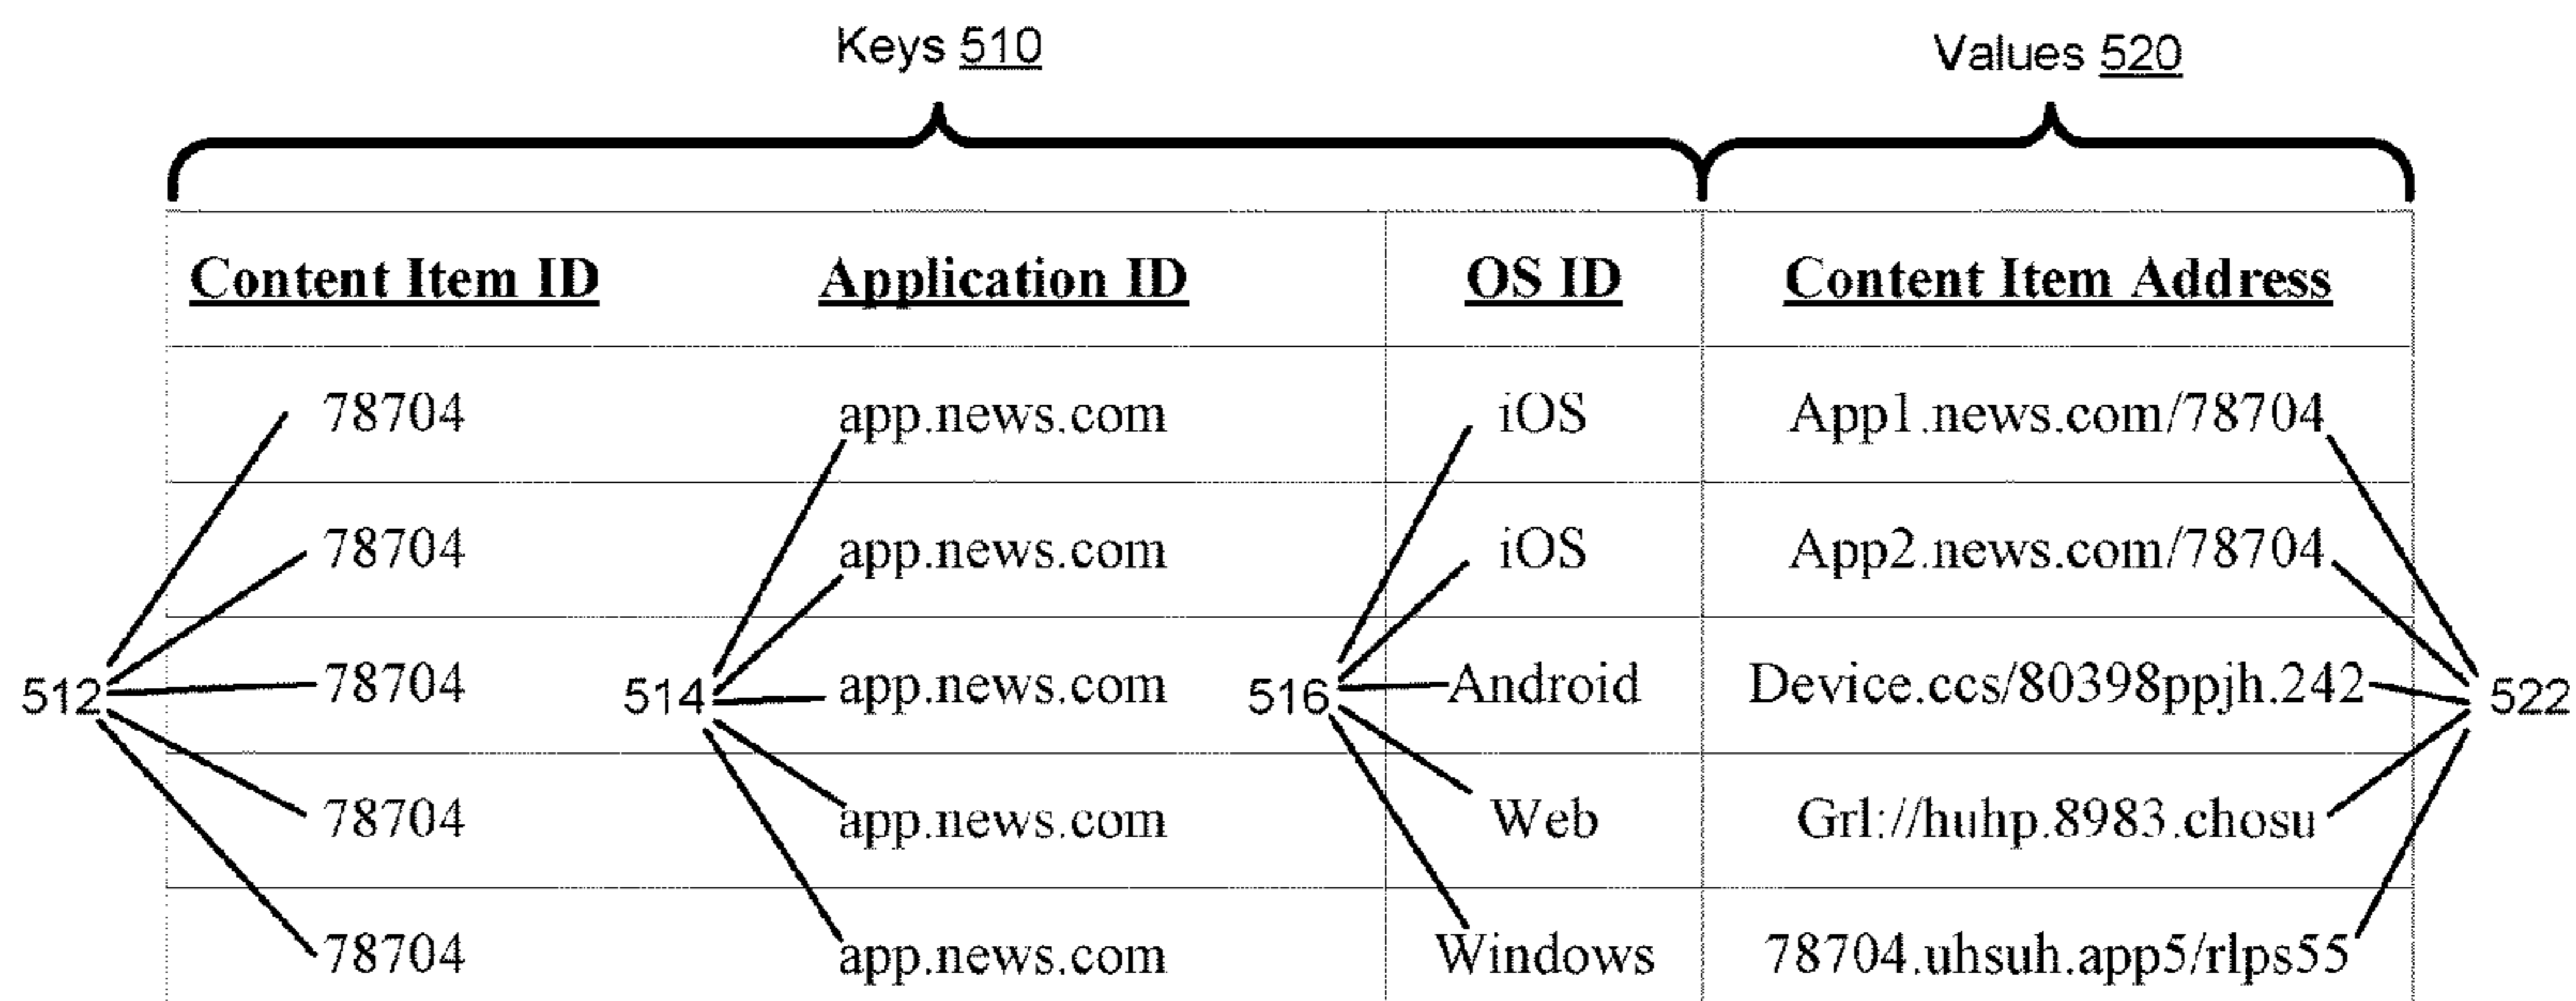 Keys 510 Values 520
Content Item ID Application ID OS ID Content Item Address
78704 app.news.com iOS App1.news.com/78704
78704 app.news.com iOS App2.news.com/78704
512 78704 514 app.news.com 516 Android Device.ccs/80398ppjh.242 522
78704 app.news.com Web Grl://huhp.8983.chosu
78704 app.news.com Windows 78704.uhsuh.app5/rlps55